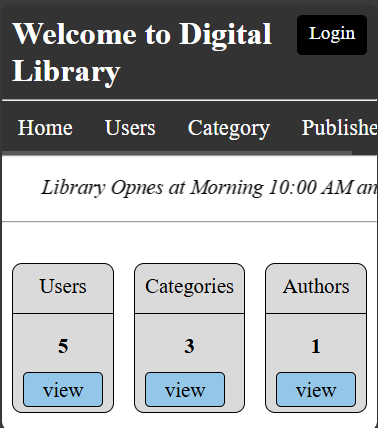 Welcome to Digital
Library
Login
Home Users Category Publishe
Library Opnes at Morning 10:00 AM an
Users Categories Authors
5 3 1
view view view